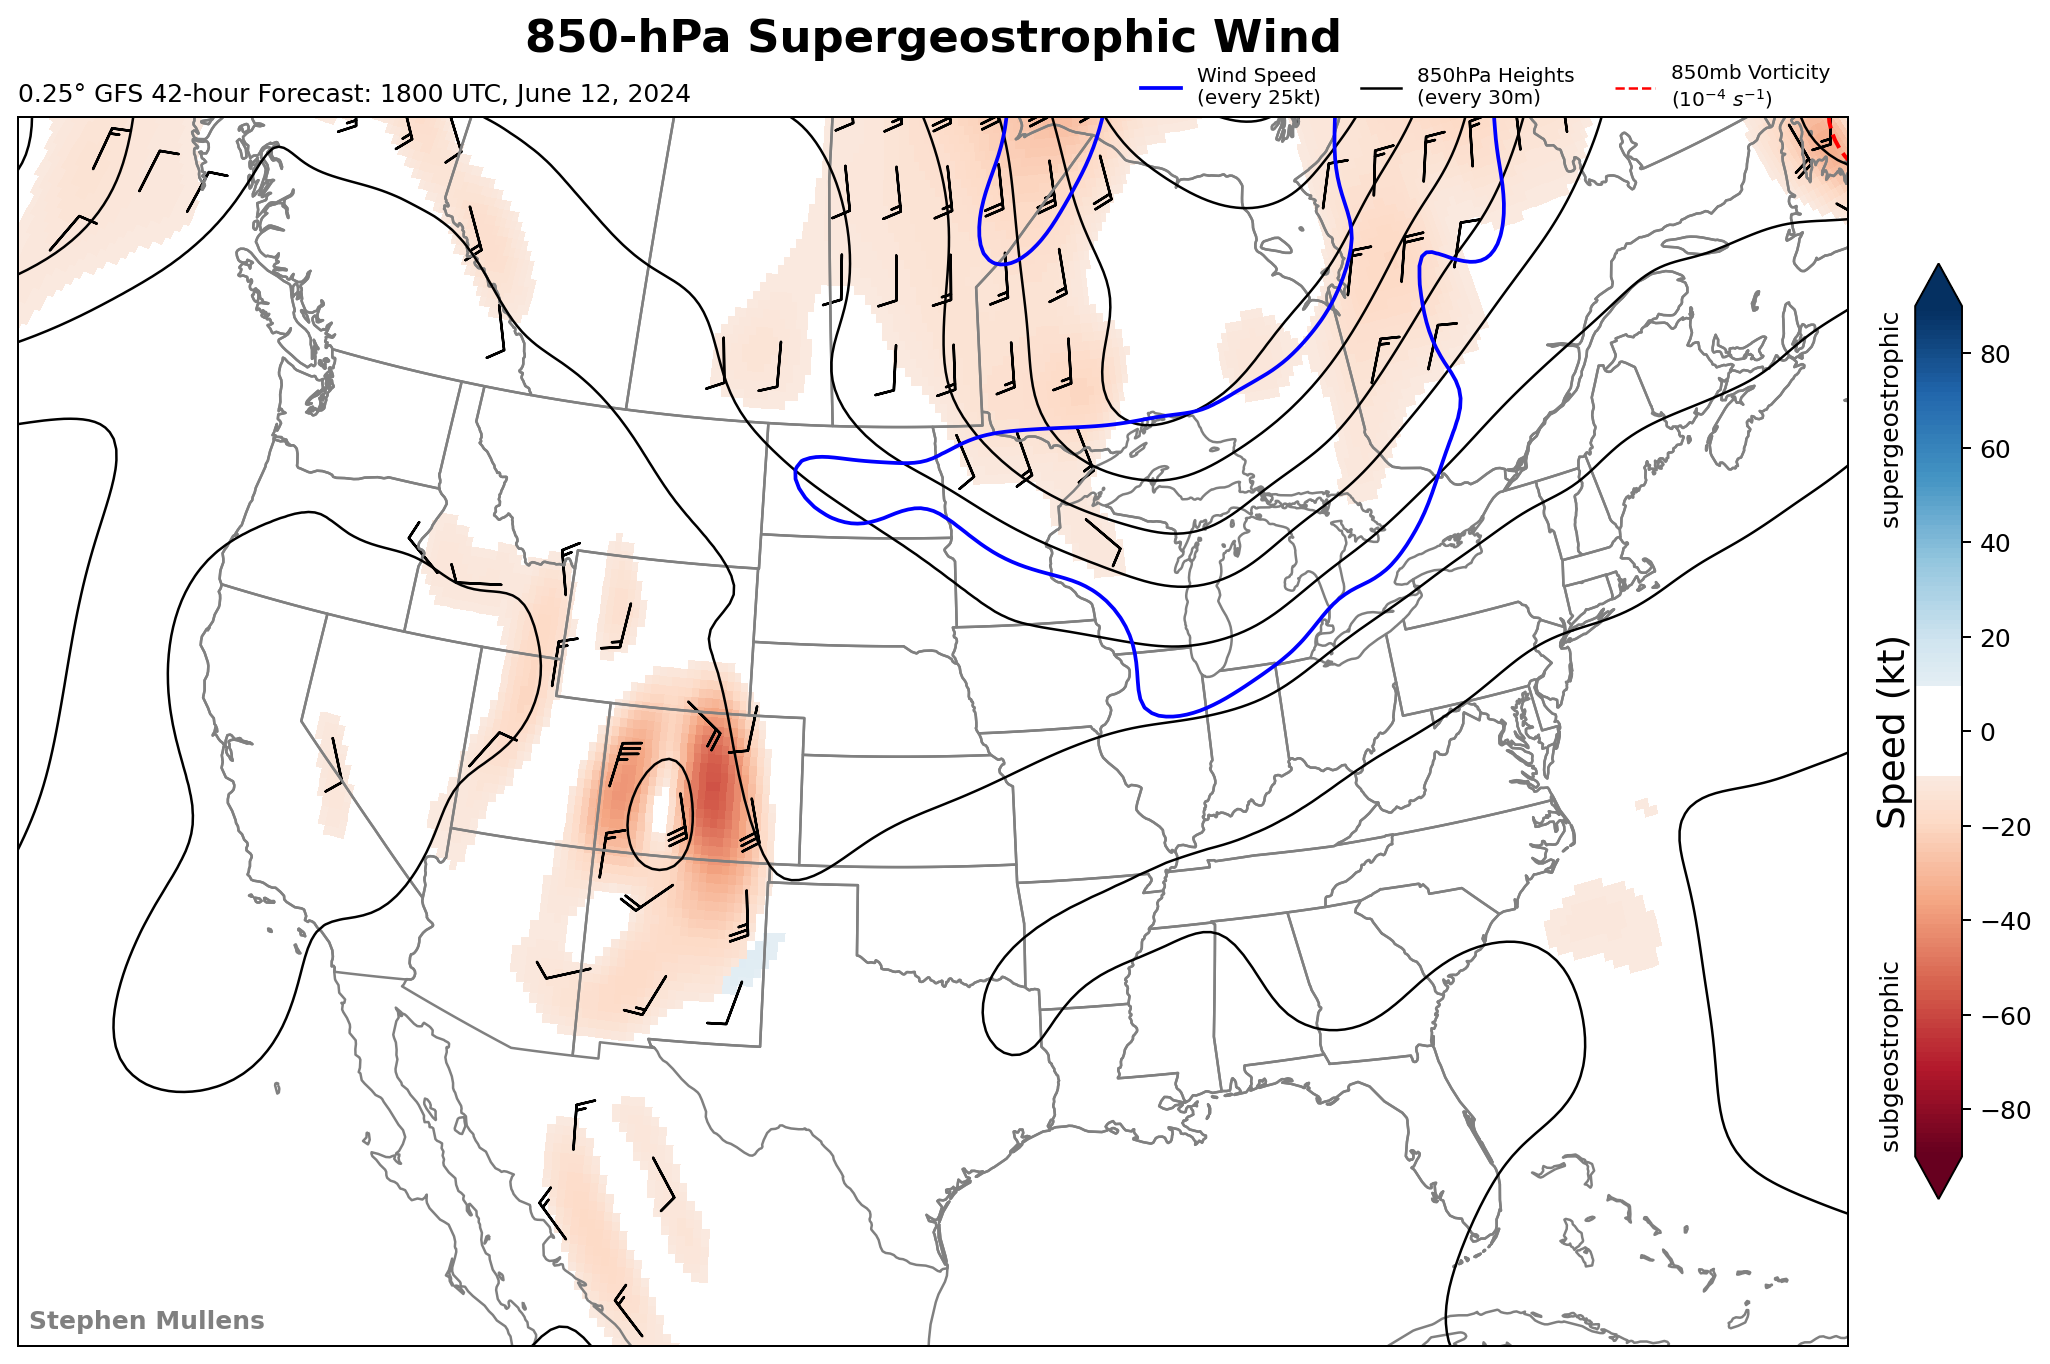 850-hPa Supergeostrophic Wind
0.25° GFS 42-hour Forecast: 1800 UTC, June 12, 2024
Wind Speed
(every 25kt)
850hPa Heights
(every 30m)
850mb Vorticity
(10⁻⁴ s⁻¹)
supergeostrophic
Speed (kt)
subgeostrophic
80
60
40
20
0
−20
−40
−60
−80
Stephen Mullens